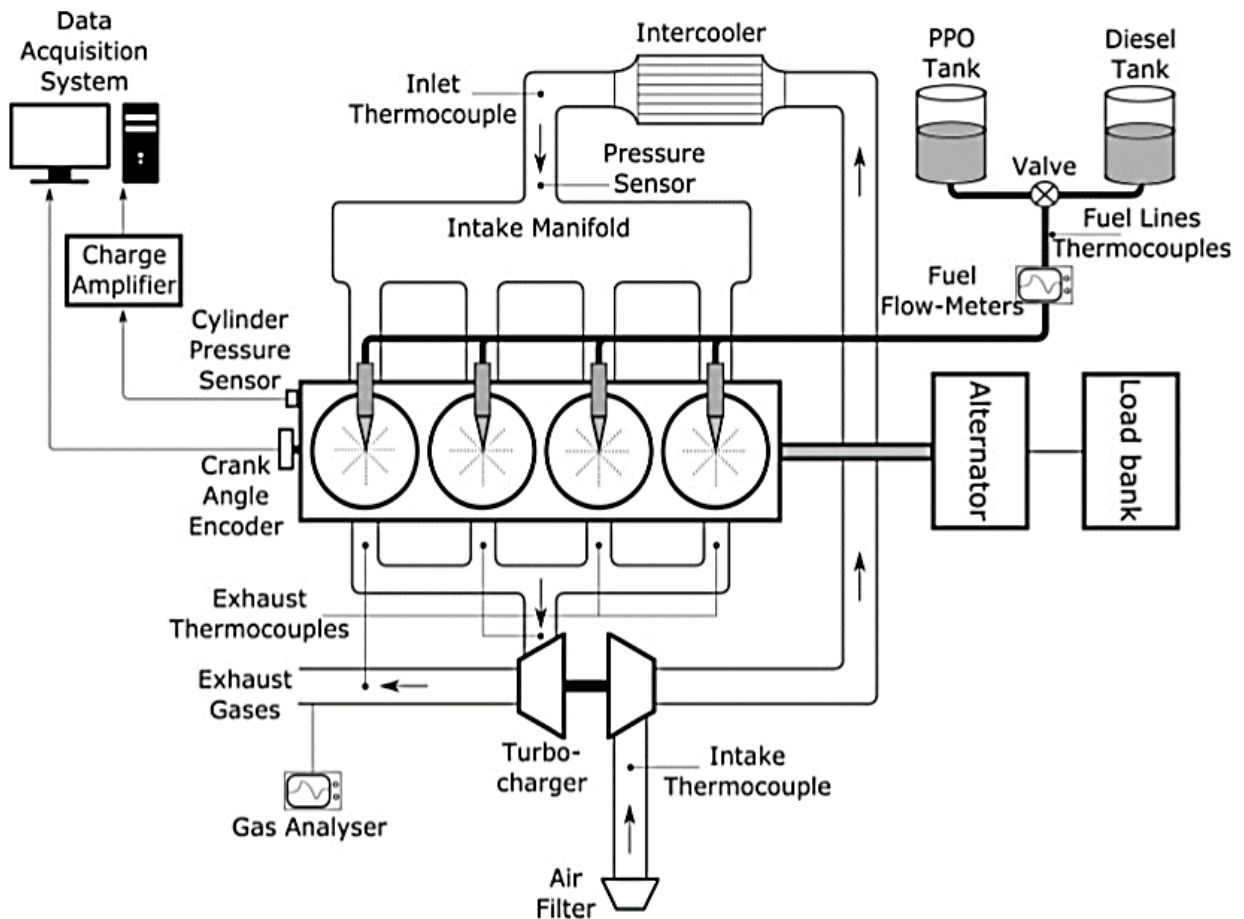 Data
Acquisition
System
Intercooler
PPO
Tank
Diesel
Tank
Inlet
Thermocouple
Pressure
Sensor
Valve
Intake Manifold
Fuel Lines
Thermocouples
Charge
Amplifier
Fuel
Flow-Meters
Cylinder
Pressure
Sensor
Alternator
Load bank
Crank
Angle
Encoder
Exhaust
Thermocouples
Exhaust
Gases
Turbo-
charger
Intake
Thermocouple
Gas Analyser
Air
Filter